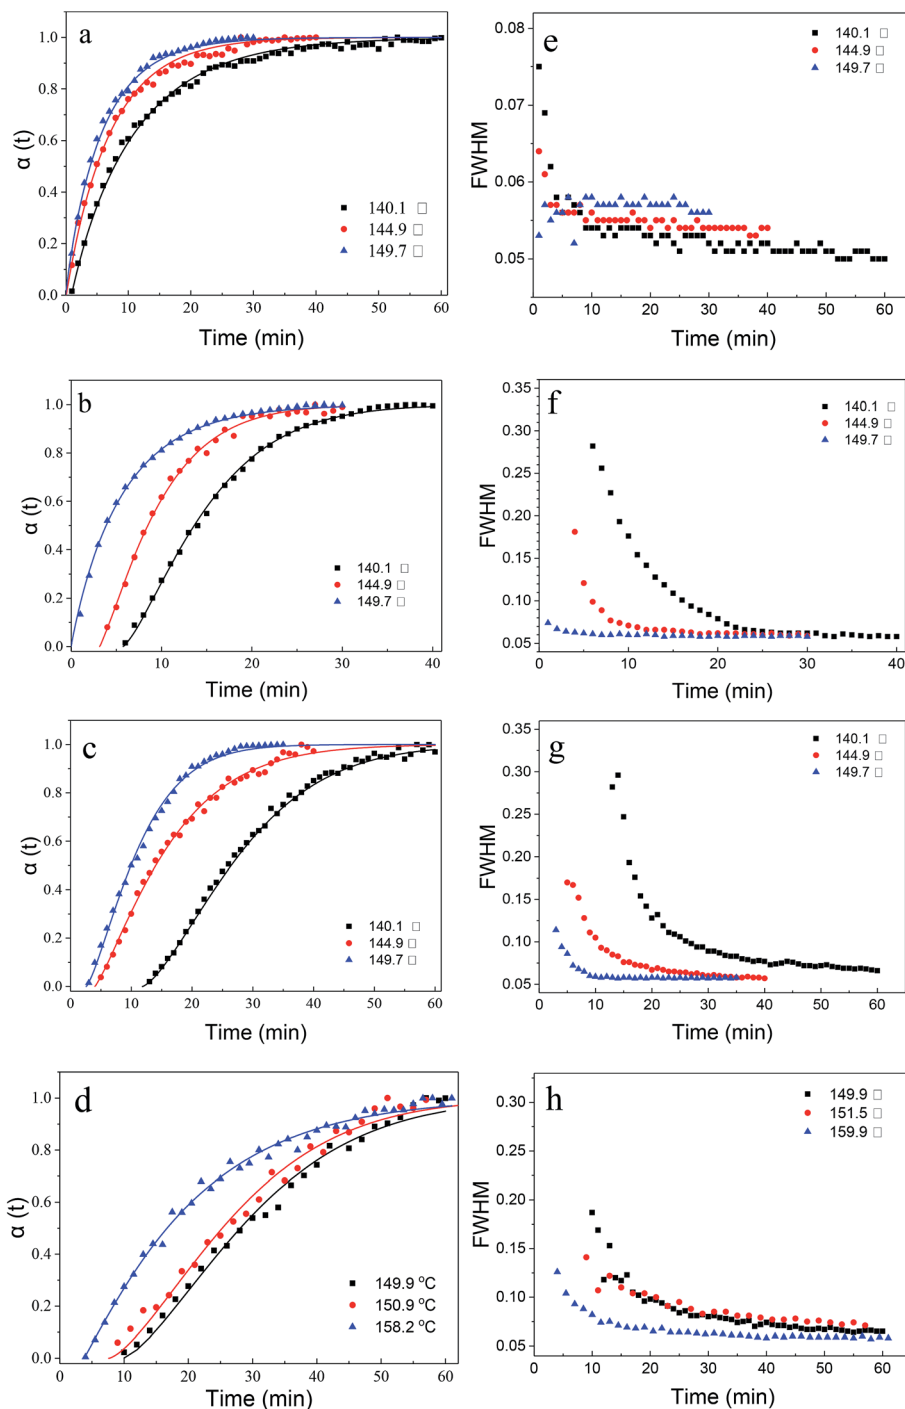 a
α (t)
1.0
0.8
0.6
0.4
0.2
0.0
140.1 □
144.9 □
149.7 □
0 10 20 30 40 50 60
Time (min)
e
FWHM
0.08
0.07
0.06
0.05
140.1 □
144.9 □
149.7 □
0 10 20 30 40 50 60
Time (min)
b
α (t)
1.0
0.8
0.6
0.4
0.2
0.0
140.1 □
144.9 □
149.7 □
0 10 20 30 40
Time (min)
f
FWHM
0.35
0.30
0.25
0.20
0.15
0.10
0.05
140.1 □
144.9 □
149.7 □
0 10 20 30 40
Time (min)
c
α (t)
1.0
0.8
0.6
0.4
0.2
0.0
140.1 □
144.9 □
149.7 □
0 10 20 30 40 50 60
Time (min)
g
FWHM
0.35
0.30
0.25
0.20
0.15
0.10
0.05
140.1 □
144.9 □
149.7 □
0 10 20 30 40 50 60
Time (min)
d
α (t)
1.0
0.8
0.6
0.4
0.2
0.0
149.9 °C
150.9 °C
158.2 °C
0 10 20 30 40 50 60
Time (min)
h
FWHM
0.30
0.25
0.20
0.15
0.10
0.05
149.9 □
151.5 □
159.9 □
0 10 20 30 40 50 60
Time (min)